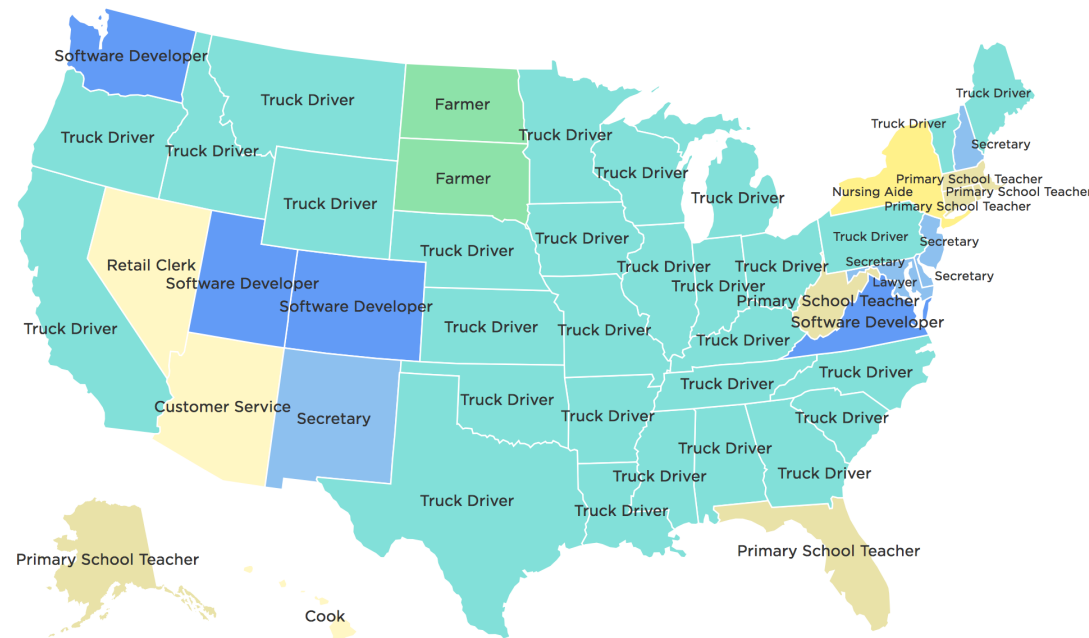 Software Developer
Truck Driver
Truck Driver
Farmer
Truck Driver
Truck Driver
Truck Driver
Truck Driver
Secretary
Truck Driver
Truck Driver
Farmer
Primary School Teacher
Nursing Aide
Primary School Teacher
Truck Driver
Truck Driver
Primary School Teacher
Truck Driver
Truck Driver
Truck Driver
Secretary
Truck Driver
Retail Clerk
Truck Driver
Truck Driver
Secretary
Secretary
Software Developer
Truck Driver
Lawyer
Software Developer
Primary School Teacher
Truck Driver
Truck Driver
Truck Driver
Software Developer
Truck Driver
Truck Driver
Truck Driver
Truck Driver
Customer Service
Secretary
Truck Driver
Truck Driver
Truck Driver
Truck Driver
Truck Driver
Truck Driver
Truck Driver
Truck Driver
Primary School Teacher
Primary School Teacher
Cook